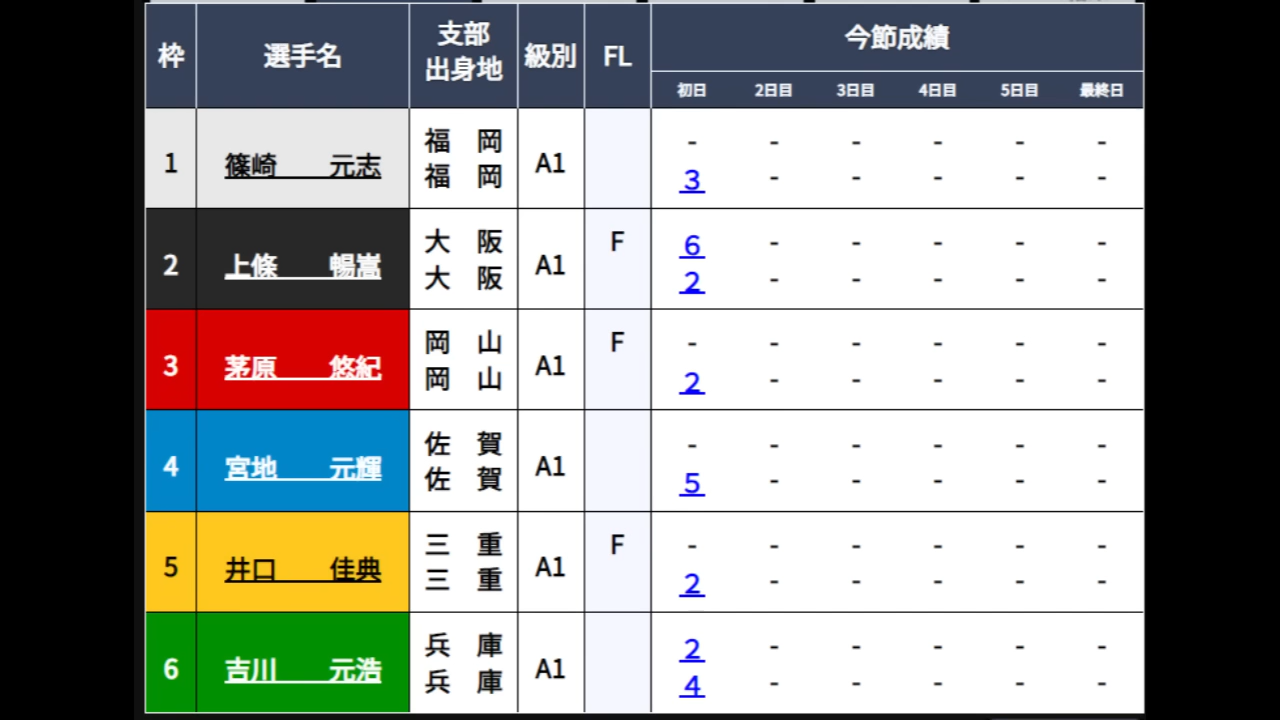 枠 選手名 支部 出身地 級別 FL 今節成績
初日 2日目 3日目 4日目 5日目 最終日
1 篠崎 元志 福 岡 A1 - - - - - -
福 岡 3 - - - - -
2 上條 暢嵩 大 阪 A1 F 6 - - - - -
大 阪 2 - - - - -
3 茅原 悠紀 岡 山 A1 F - - - - - -
岡 山 2 - - - - -
4 宮地 元輝 佐 賀 A1 - - - - - -
佐 賀 5 - - - - -
5 井口 佳典 三 重 A1 F - - - - - -
三 重 2 - - - - -
6 吉川 元浩 兵 庫 A1 2 - - - - -
兵 庫 4 - - - - -